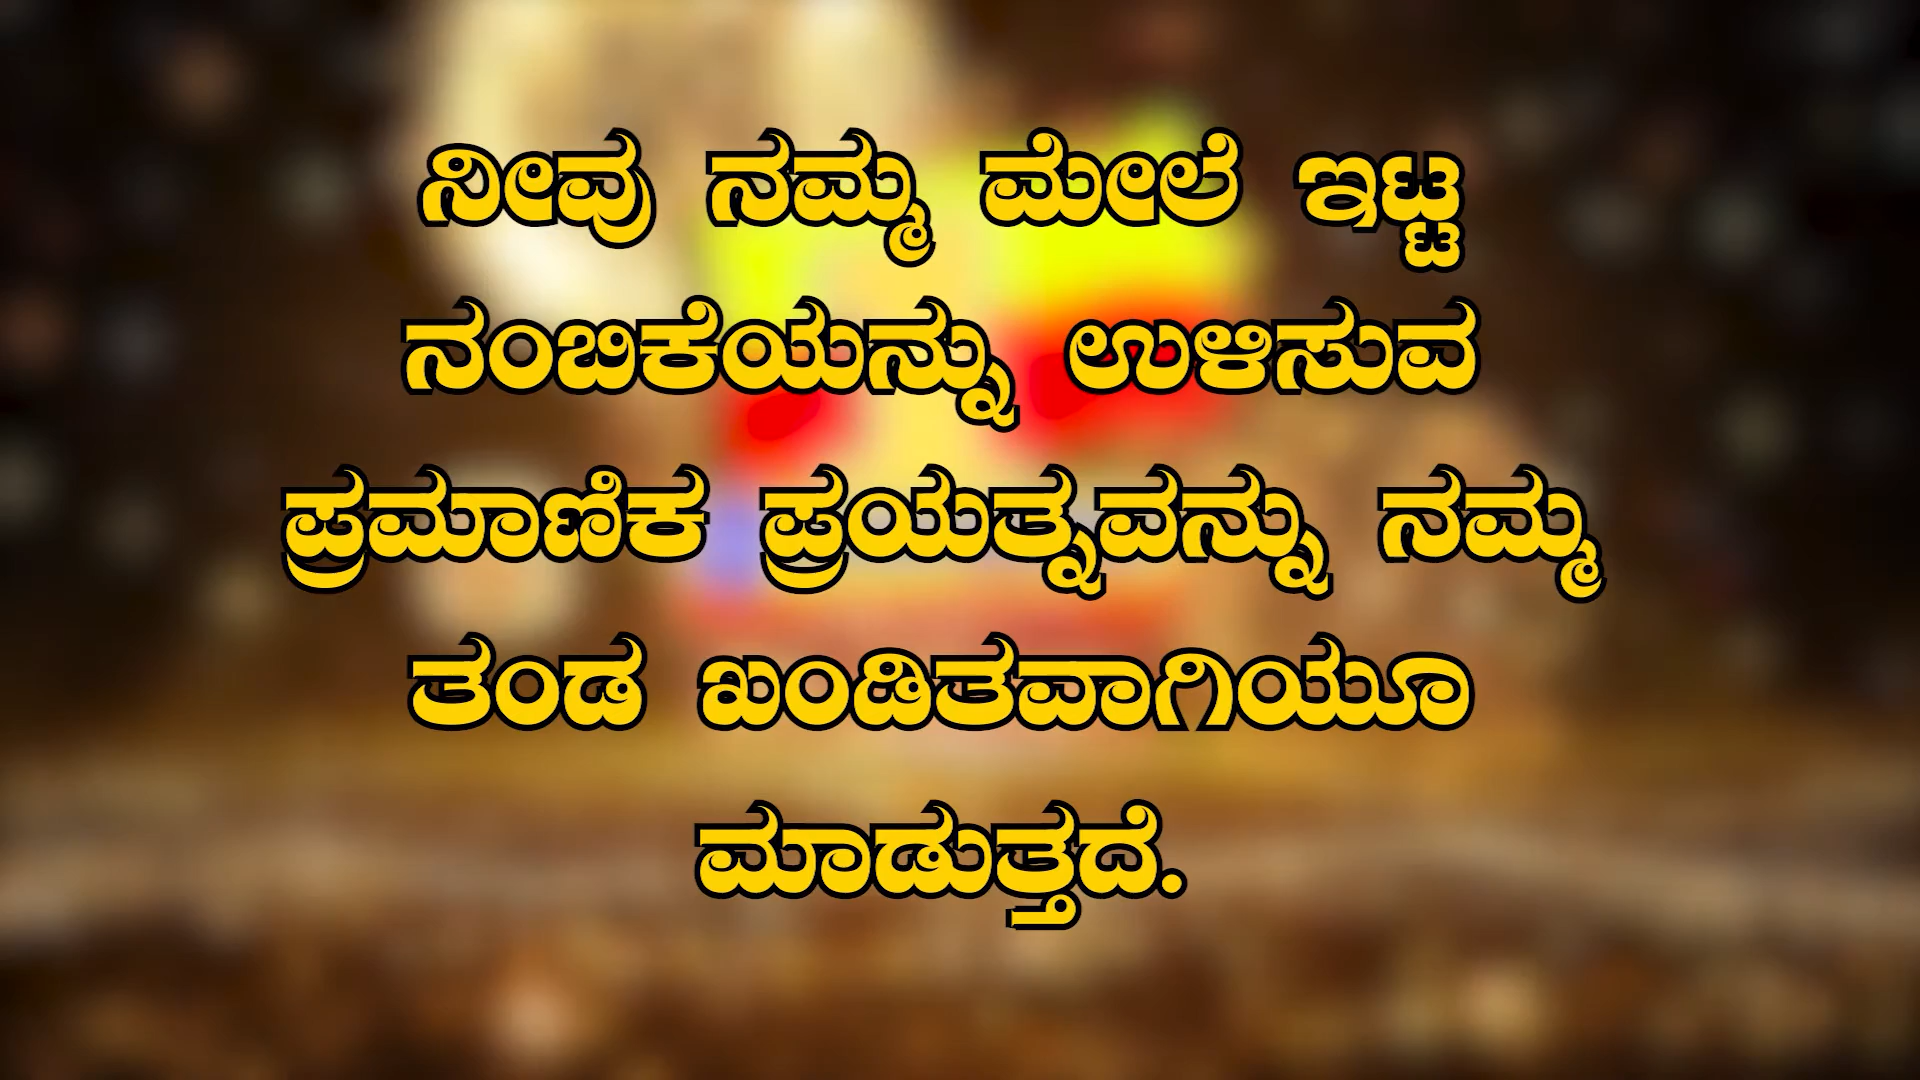 ನೀವು ನಮ್ಮ ಮೇಲೆ ಇಟ್ಟ
ನಂಬಿಕೆಯನ್ನು ಉಳಿಸುವ
ಪ್ರಮಾಣಿಕ ಪ್ರಯತ್ನವನ್ನು ನಮ್ಮ
ತಂಡ ಖಂಡಿತವಾಗಿಯೂ
ಮಾಡುತ್ತದೆ.